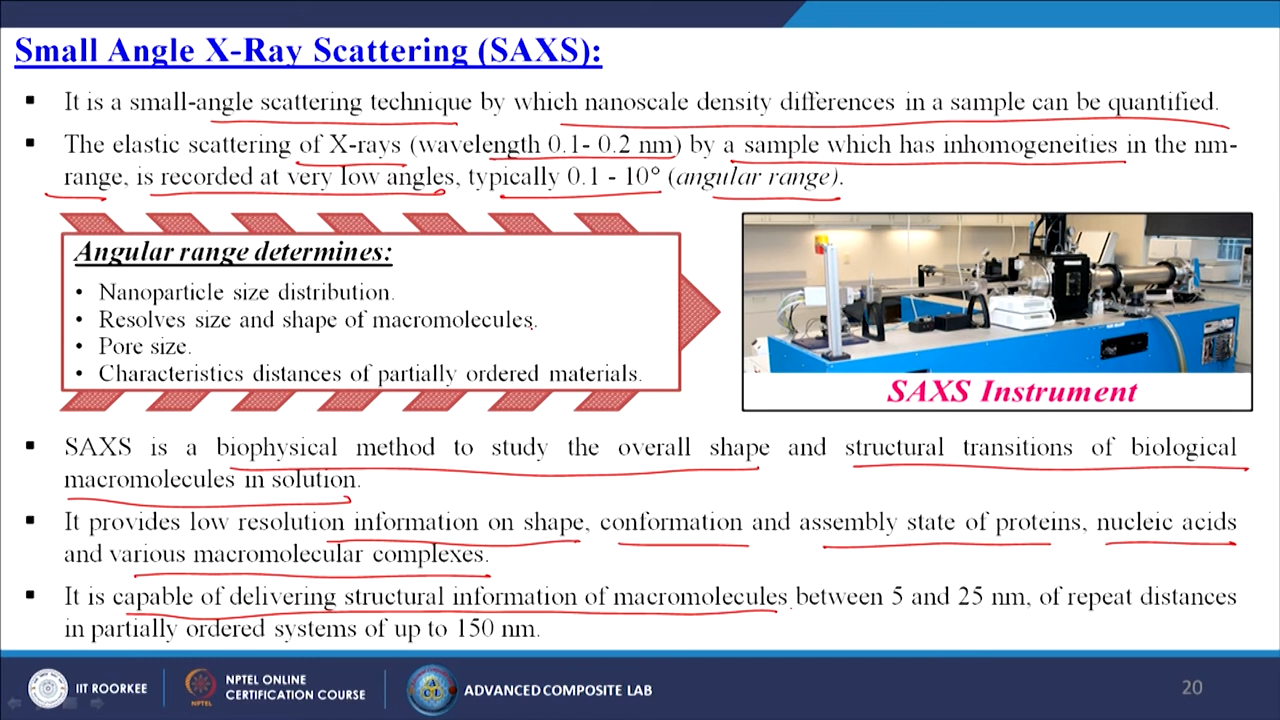 Small Angle X-Ray Scattering (SAXS):
▪ It is a small-angle scattering technique by which nanoscale density differences in a sample can be quantified.
▪ The elastic scattering of X-rays (wavelength 0.1- 0.2 nm) by a sample which has inhomogeneities in the nm-
range, is recorded at very low angles, typically 0.1 - 10° (angular range).
Angular range determines:
• Nanoparticle size distribution.
• Resolves size and shape of macromolecules.
• Pore size.
• Characteristics distances of partially ordered materials.
SAXS Instrument
▪ SAXS is a biophysical method to study the overall shape and structural transitions of biological
macromolecules in solution.
▪ It provides low resolution information on shape, conformation and assembly state of proteins, nucleic acids
and various macromolecular complexes.
▪ It is capable of delivering structural information of macromolecules between 5 and 25 nm, of repeat distances
in partially ordered systems of up to 150 nm.
IIT ROORKEE
NPTEL
NPTEL ONLINE
CERTIFICATION COURSE
ADVANCED COMPOSITE LAB
20